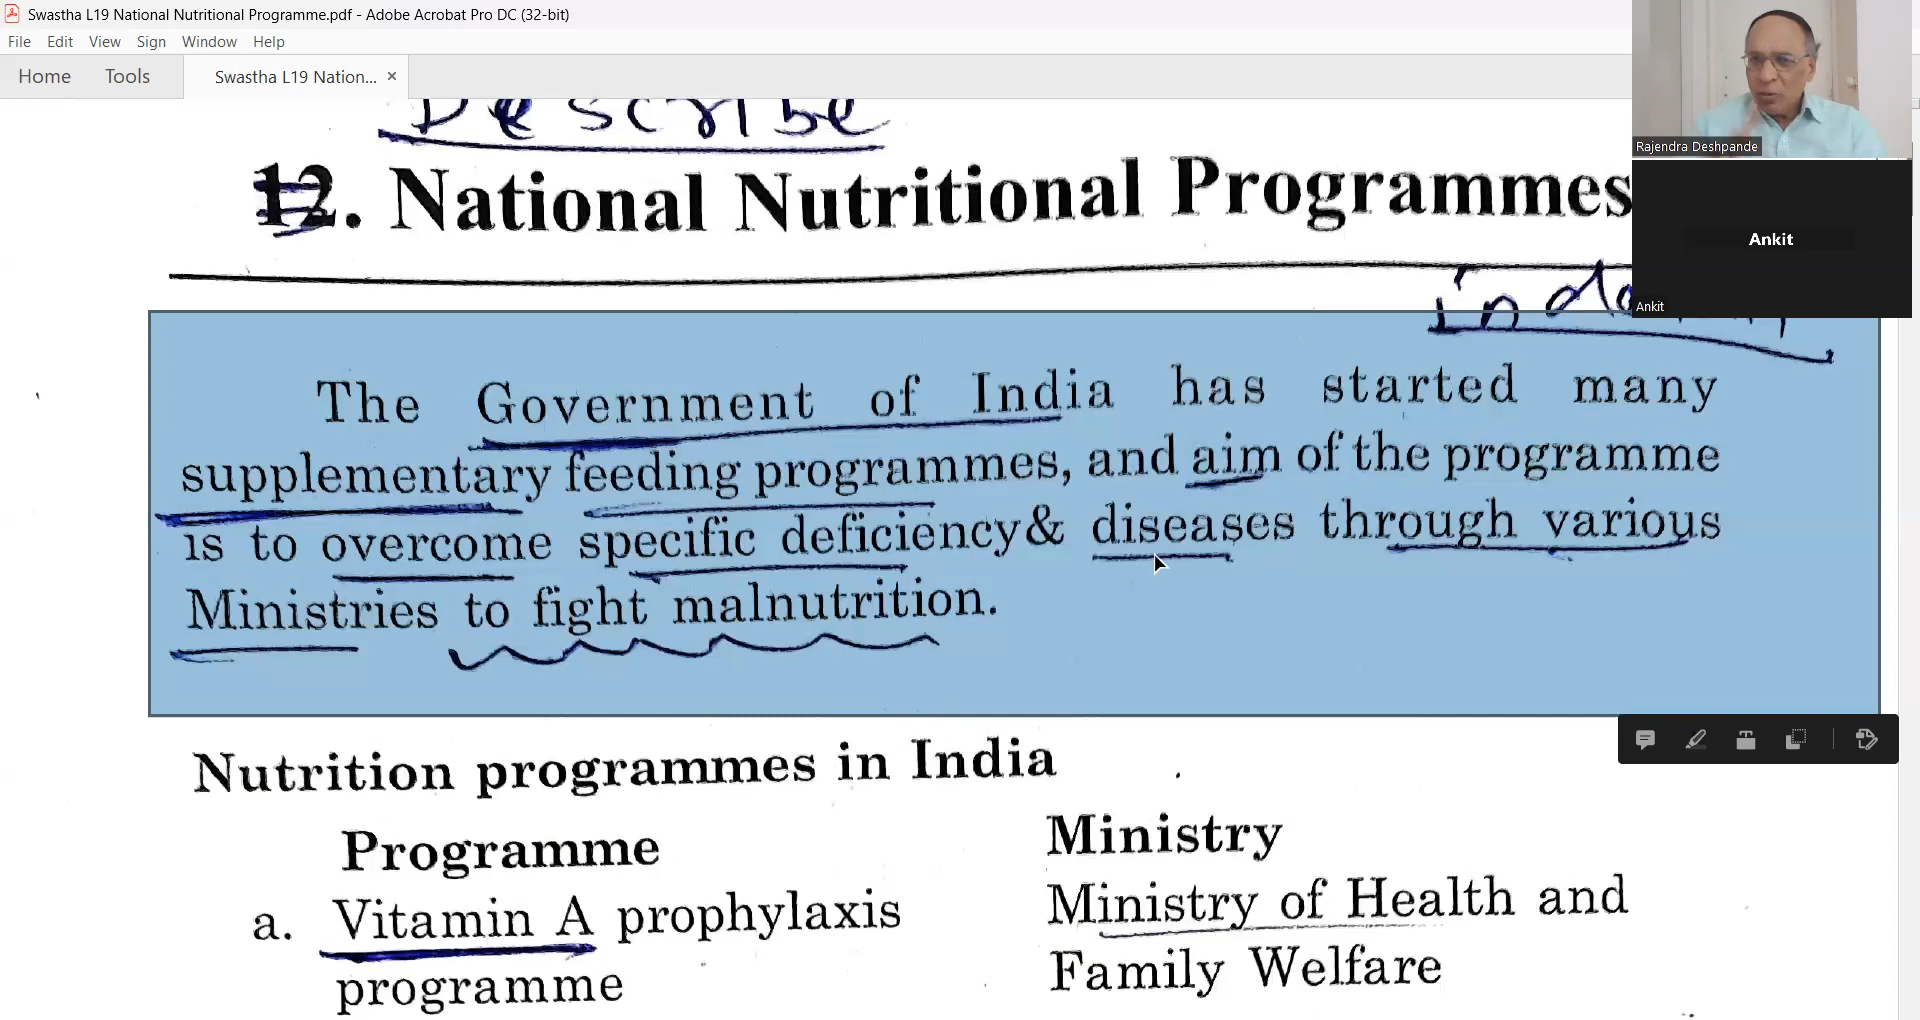 Swastha L19 National Nutritional Programme.pdf - Adobe Acrobat Pro DC (32-bit)
File Edit View Sign Window Help
Home Tools Swastha L19 Nation... ×
Describe
12. National Nutritional Programmes
Rajendra Deshpande
Ankit
Ankit
The Government of India has started many
supplementary feeding programmes, and aim of the programme
is to overcome specific deficiency& diseases through various
Ministries to fight malnutrition.
Nutrition programmes in India
Programme Ministry
a. Vitamin A prophylaxis Ministry of Health and
programme Family Welfare